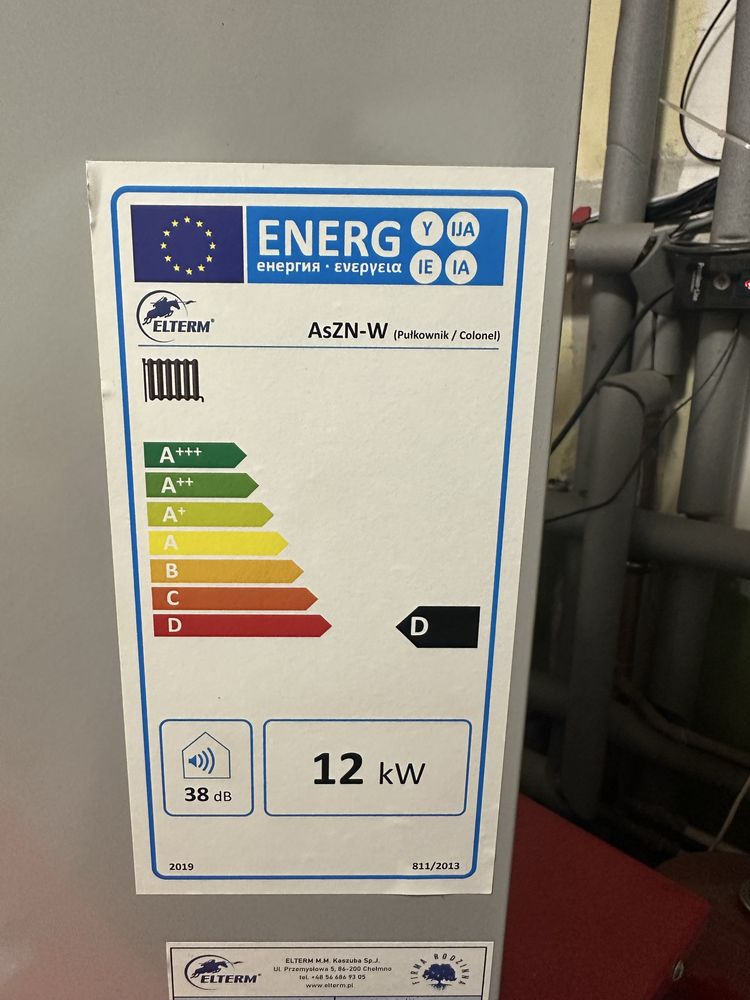 ENERG Y IJA
енергия · ενεργεια IE IA
ELTERM®
AsZN-W (Pułkownik / Colonel)
A+++
A++
A+
A
B
C
D
D
38 dB
12 kW
2019
811/2013
ELTERM®
ELTERM M.M. Kaszuba Sp.J.
Ul. Przemysłowa 5, 86-200 Chełmno
tel. +48 56 686 93 05
www.elterm.pl
FIRMA RODZINNA